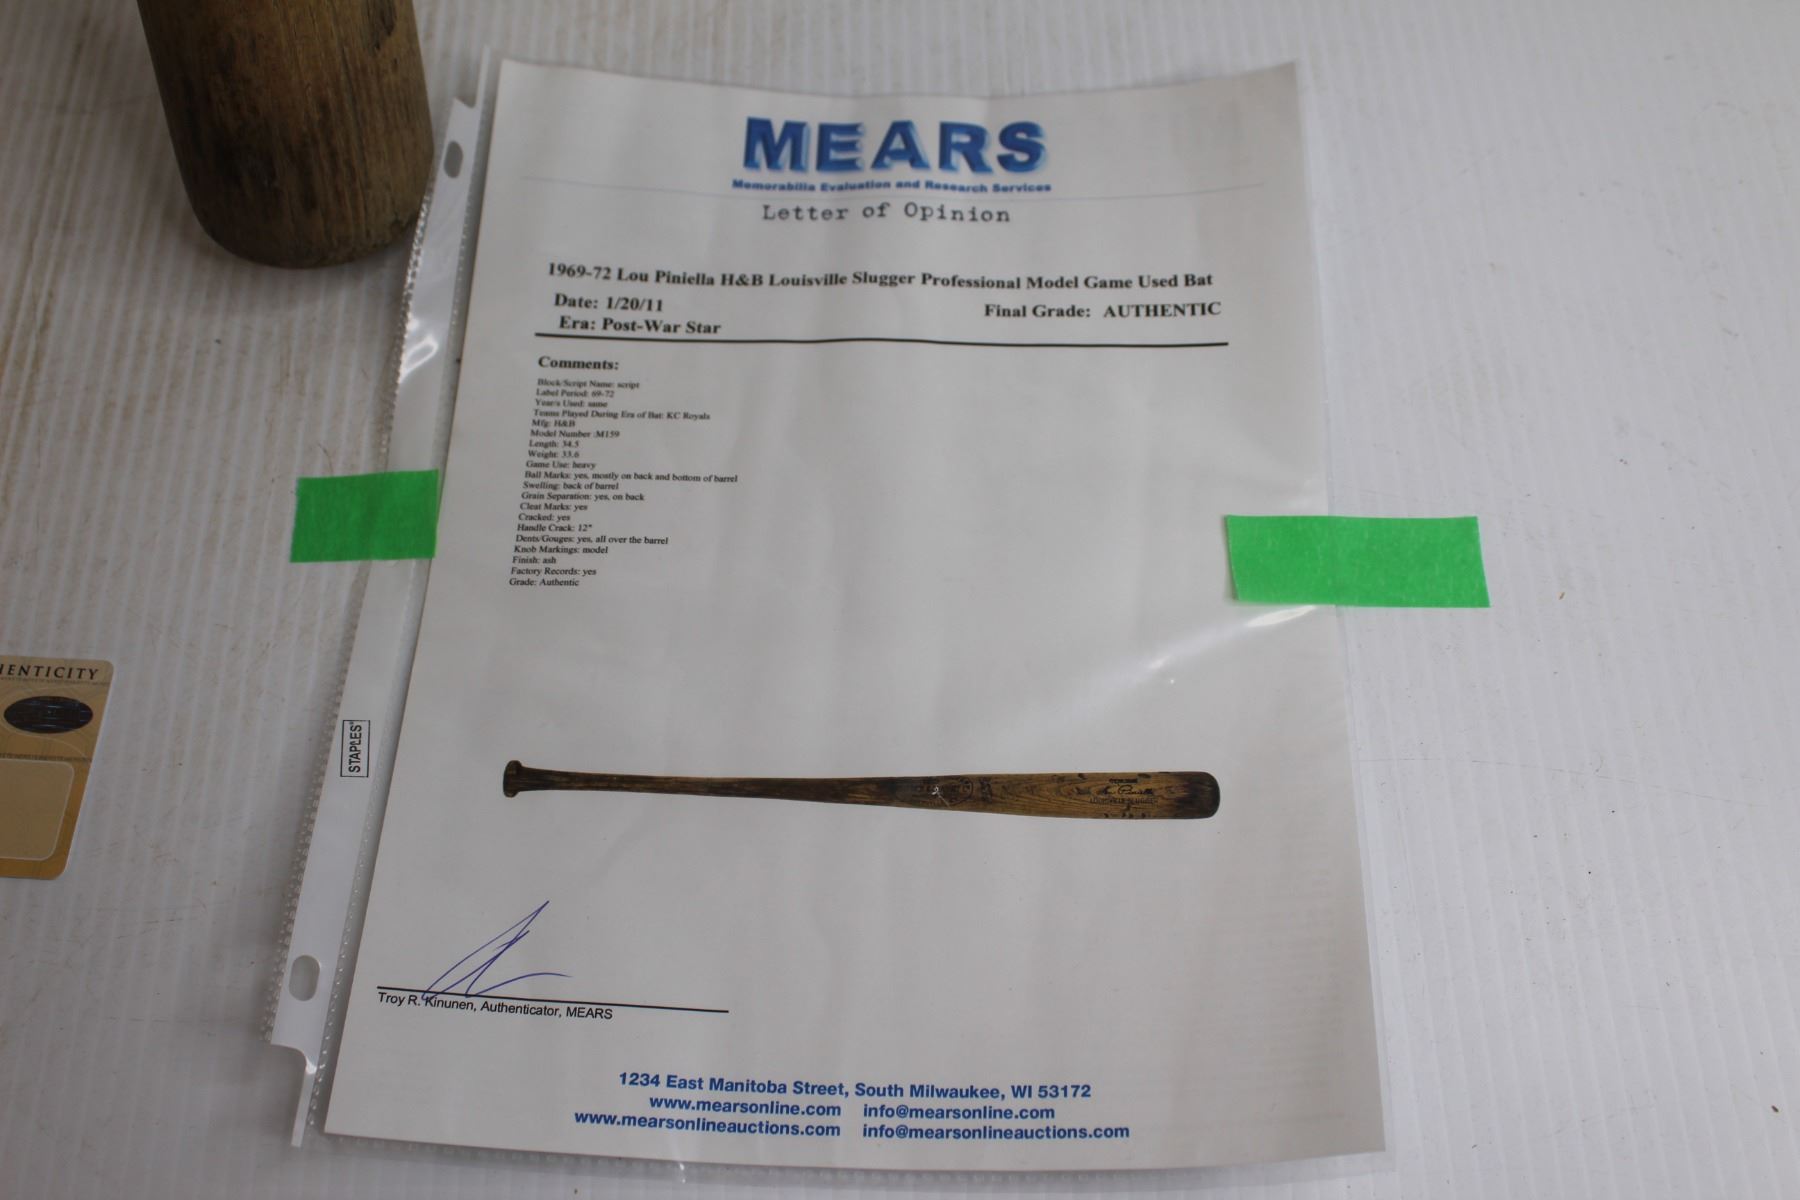 MEARS
Memorabilia Evaluation and Research Services
Letter of Opinion
1969-72 Lou Piniella H&B Louisville Slugger Professional Model Game Used Bat
Date: 1/20/11
Final Grade: AUTHENTIC
Era: Post-War Star
Comments:
Block/Script Name: script
Label Period: 69-72
Year's Used: same
Teams Played During Era of Bat: KC Royals
Mfg: H&B
Model Number :M159
Length: 34.5
Weight: 33.6
Game Use: heavy
Ball Marks: yes, mostly on back and bottom of barrel
Swelling: back of barrel
Grain Separation: yes, on back
Cleat Marks: yes
Cracked: yes
Handle Crack: 12"
Dents/Gouges: yes, all over the barrel
Knob Markings: model
Finish: ash
Factory Records: yes
Grade: Authentic
HENTICITY
STAPLES
GENUINE
Lou Piniella
LOUISVILLE SLUGGER
Troy R. Kinunen, Authenticator, MEARS
1234 East Manitoba Street, South Milwaukee, WI 53172
www.mearsonline.com info@mearsonline.com
www.mearsonlineauctions.com info@mearsonlineauctions.com